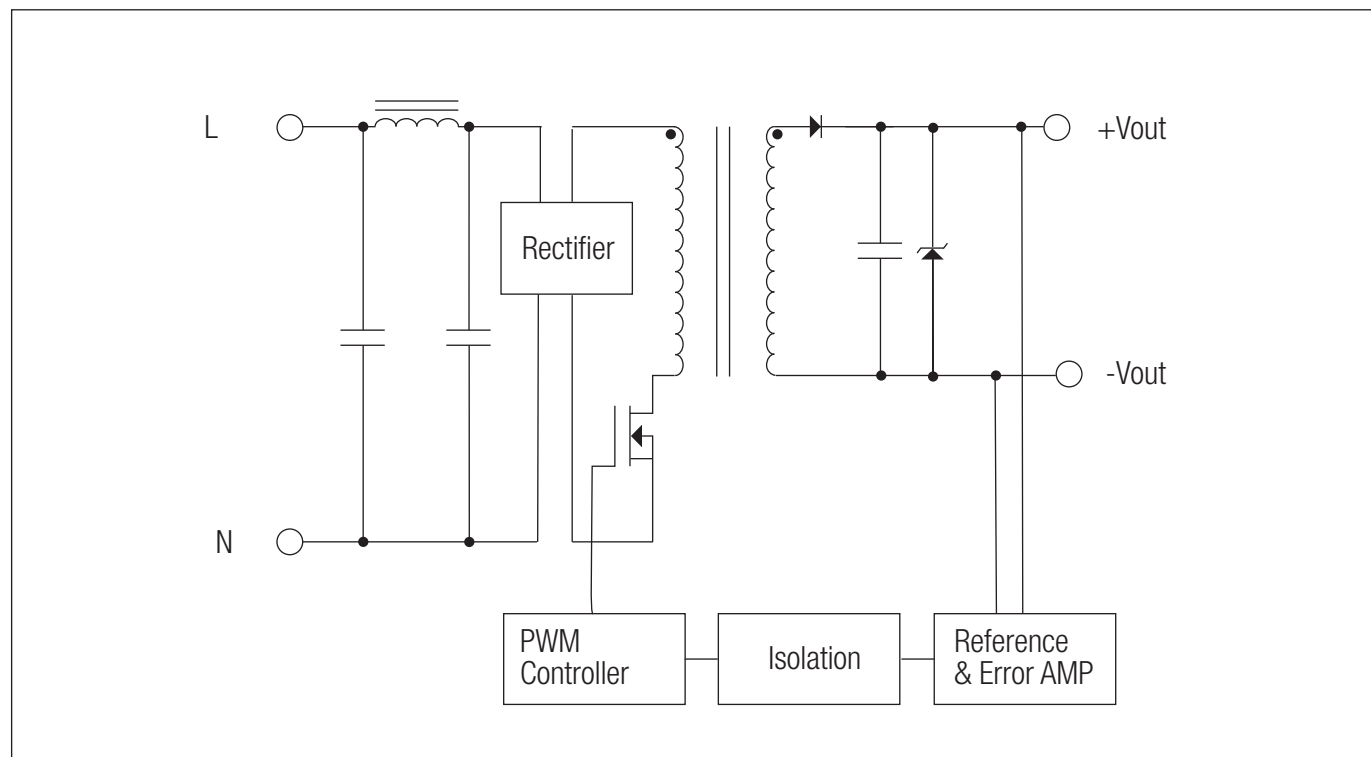 L
+Vout
Rectifier
-Vout
N
PWM
Controller
Isolation
Reference
& Error AMP